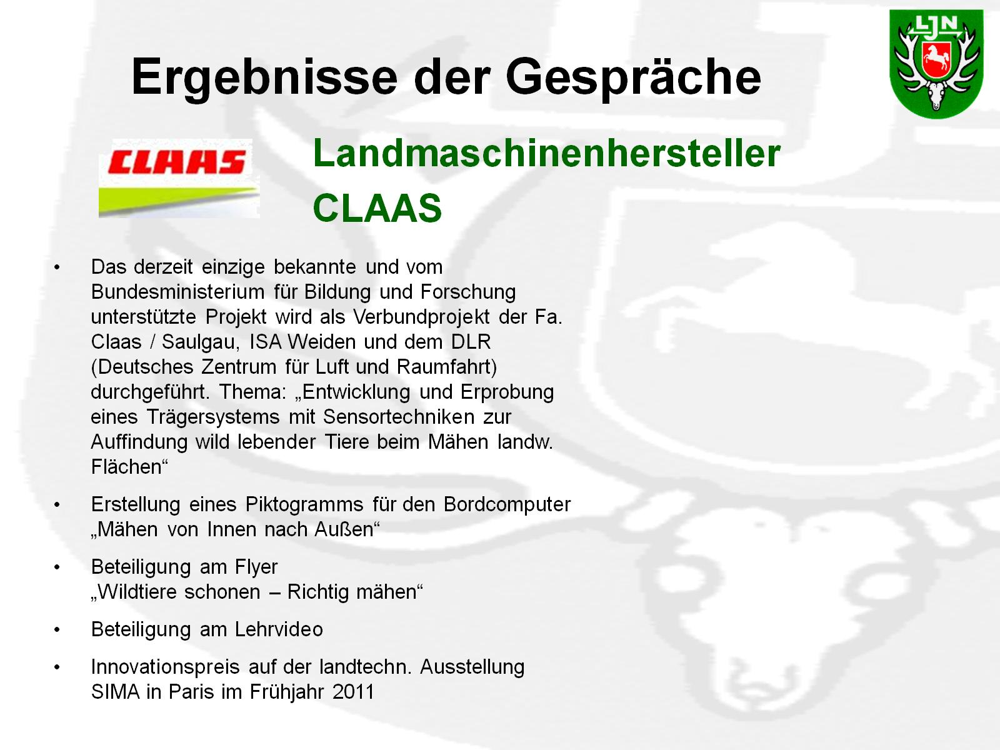 LJN
Ergebnisse der Gespräche
CLAAS
Landmaschinenhersteller
CLAAS
• Das derzeit einzige bekannte und vom
Bundesministerium für Bildung und Forschung
unterstützte Projekt wird als Verbundprojekt der Fa.
Claas / Saulgau, ISA Weiden und dem DLR
(Deutsches Zentrum für Luft und Raumfahrt)
durchgeführt. Thema: „Entwicklung und Erprobung
eines Trägersystems mit Sensortechniken zur
Auffindung wild lebender Tiere beim Mähen landw.
Flächen“
• Erstellung eines Piktogramms für den Bordcomputer
„Mähen von Innen nach Außen“
• Beteiligung am Flyer
„Wildtiere schonen – Richtig mähen“
• Beteiligung am Lehrvideo
• Innovationspreis auf der landtechn. Ausstellung
SIMA in Paris im Frühjahr 2011